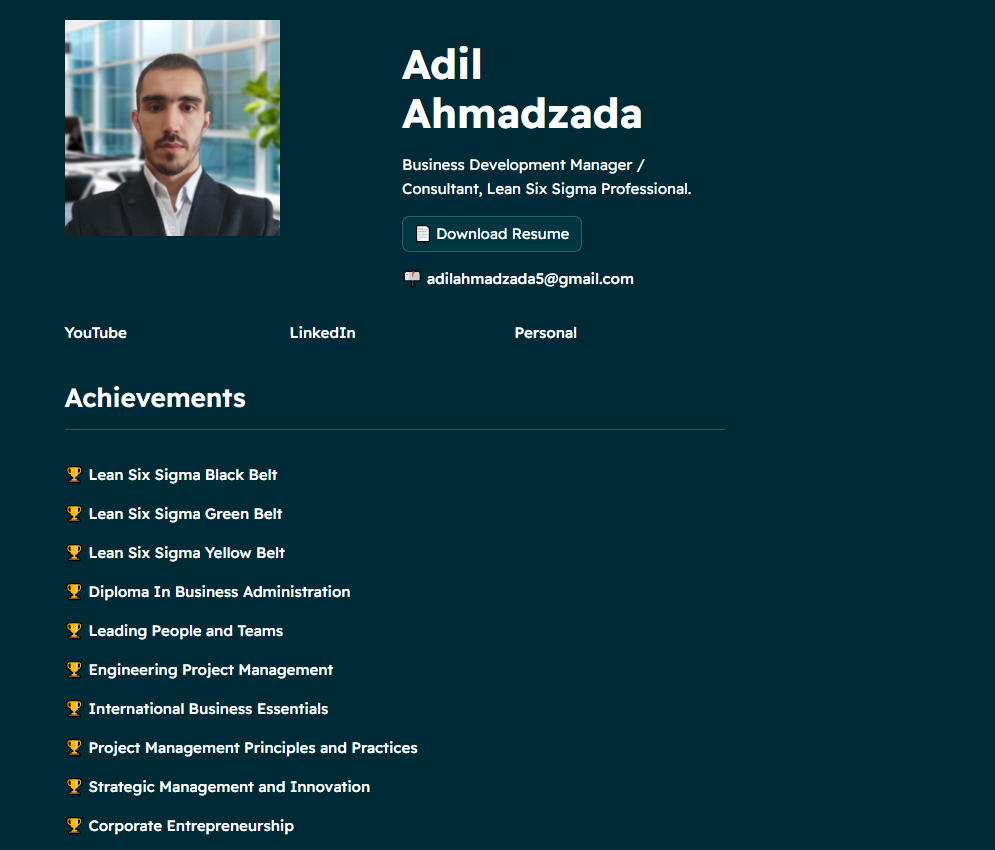 Adil
Ahmadzada
Business Development Manager /
Consultant, Lean Six Sigma Professional.
Download Resume
adilahmadzada5@gmail.com
YouTube
LinkedIn
Personal
Achievements
Lean Six Sigma Black Belt
Lean Six Sigma Green Belt
Lean Six Sigma Yellow Belt
Diploma In Business Administration
Leading People and Teams
Engineering Project Management
International Business Essentials
Project Management Principles and Practices
Strategic Management and Innovation
Corporate Entrepreneurship